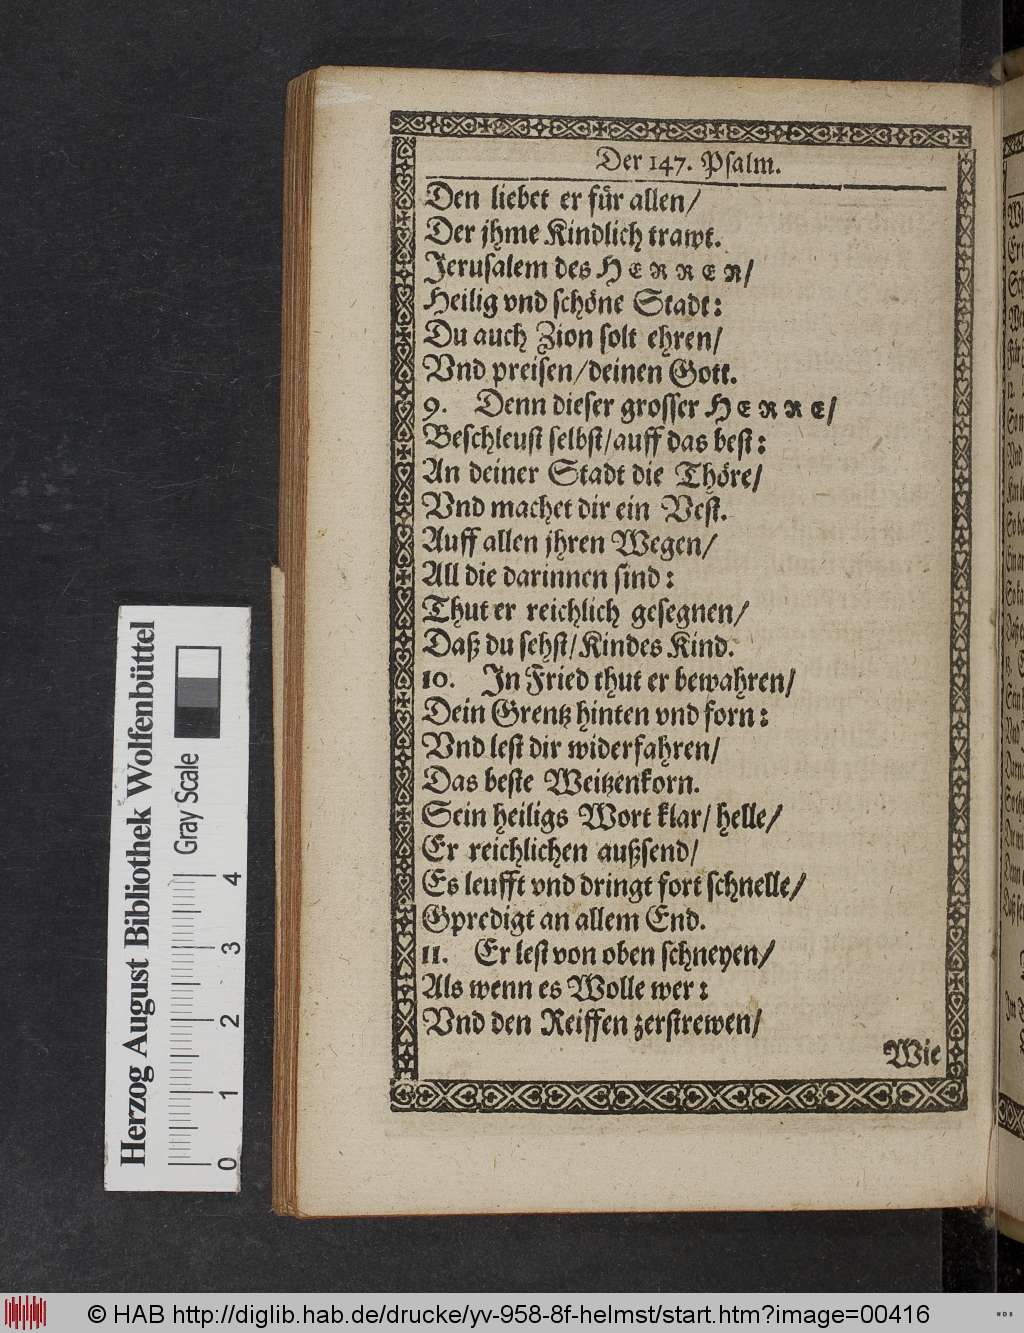 Der 147. Psalm.
Den liebet er für allen/
Der jhme Kindlich trawt.
Jerusalem des HERREN/
Heilig vnd schöne Stadt:
Du auch Zion solt ehren/
Vnd preisen/deinen Gott.
9. Denn dieser grosser HERRE/
Beschleust selbst/auff das best:
An deiner Stadt die Thöre/
Vnd machet dir ein Vest.
Auff allen jhren Wegen/
All die darinnen sind:
Thut er reichlich gesegnen/
Daß du sehst/Kindes Kind.
10. In Fried thut er bewahren/
Dein Grentz hinten vnd forn:
Vnd lest dir widerfahren/
Das beste Weitzenkorn.
Sein heiligs Wort klar/helle/
Er reichlichen außsend/
Es leufft vnd dringt fort schnelle/
Gpredigt an allem End.
11. Er lest von oben schneyen/
Als wenn es Wolle wer:
Vnd den Reiffen zerstrewen/
Wie
Herzog August Bibliothek Wolfenbüttel
Gray Scale
0 1 2 3 4
© HAB http://diglib.hab.de/drucke/yv-958-8f-helmst/start.htm?image=00416